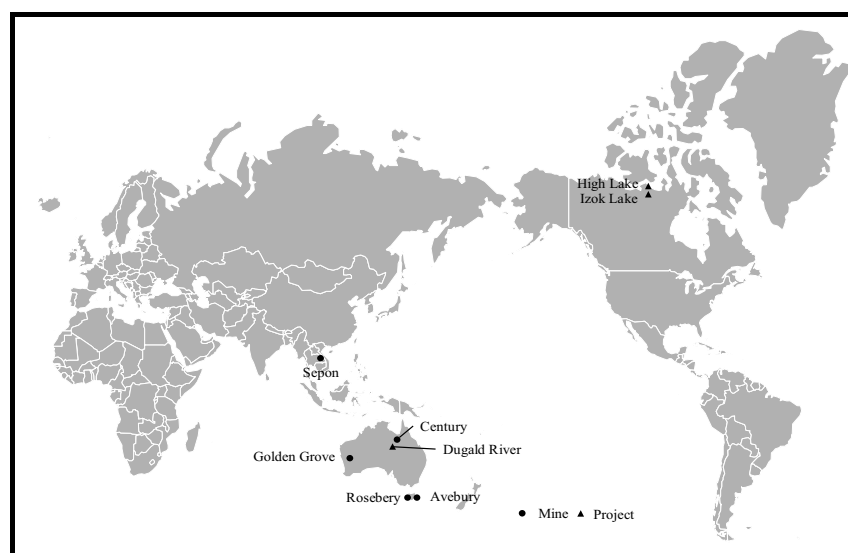 High Lake
Izok Lake
Sepon
Century
Dugald River
Golden Grove
Rosebery
Avebury
Mine
Project